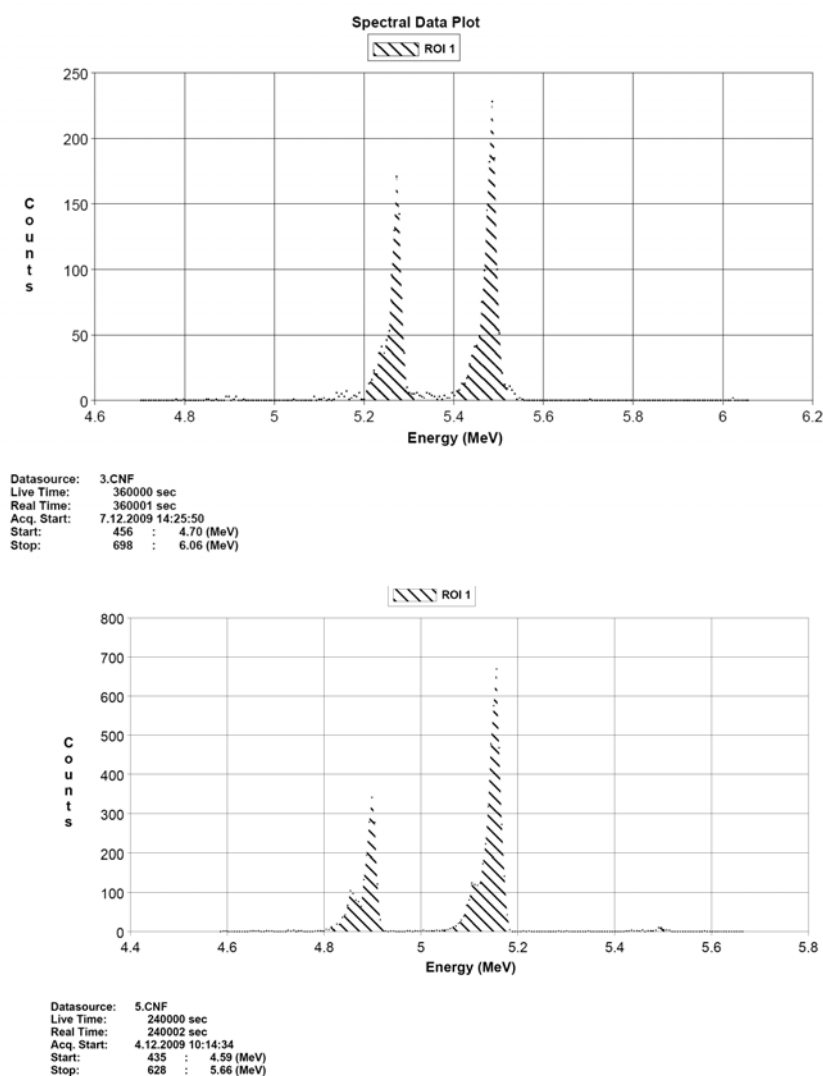 Spectral Data Plot
ROI 1
250
200
150
100
50
0
Counts
4.6 4.8 5 5.2 5.4 5.6 5.8 6 6.2
Energy (MeV)
Datasource: 3.CNF
Live Time: 360000 sec
Real Time: 360001 sec
Acq. Start: 7.12.2009 14:25:50
Start: 456 : 4.70 (MeV)
Stop: 698 : 6.06 (MeV)
ROI 1
800
700
600
500
400
300
200
100
0
Counts
4.4 4.6 4.8 5 5.2 5.4 5.6 5.8
Energy (MeV)
Datasource: 5.CNF
Live Time: 240000 sec
Real Time: 240002 sec
Acq. Start: 4.12.2009 10:14:34
Start: 435 : 4.59 (MeV)
Stop: 628 : 5.66 (MeV)